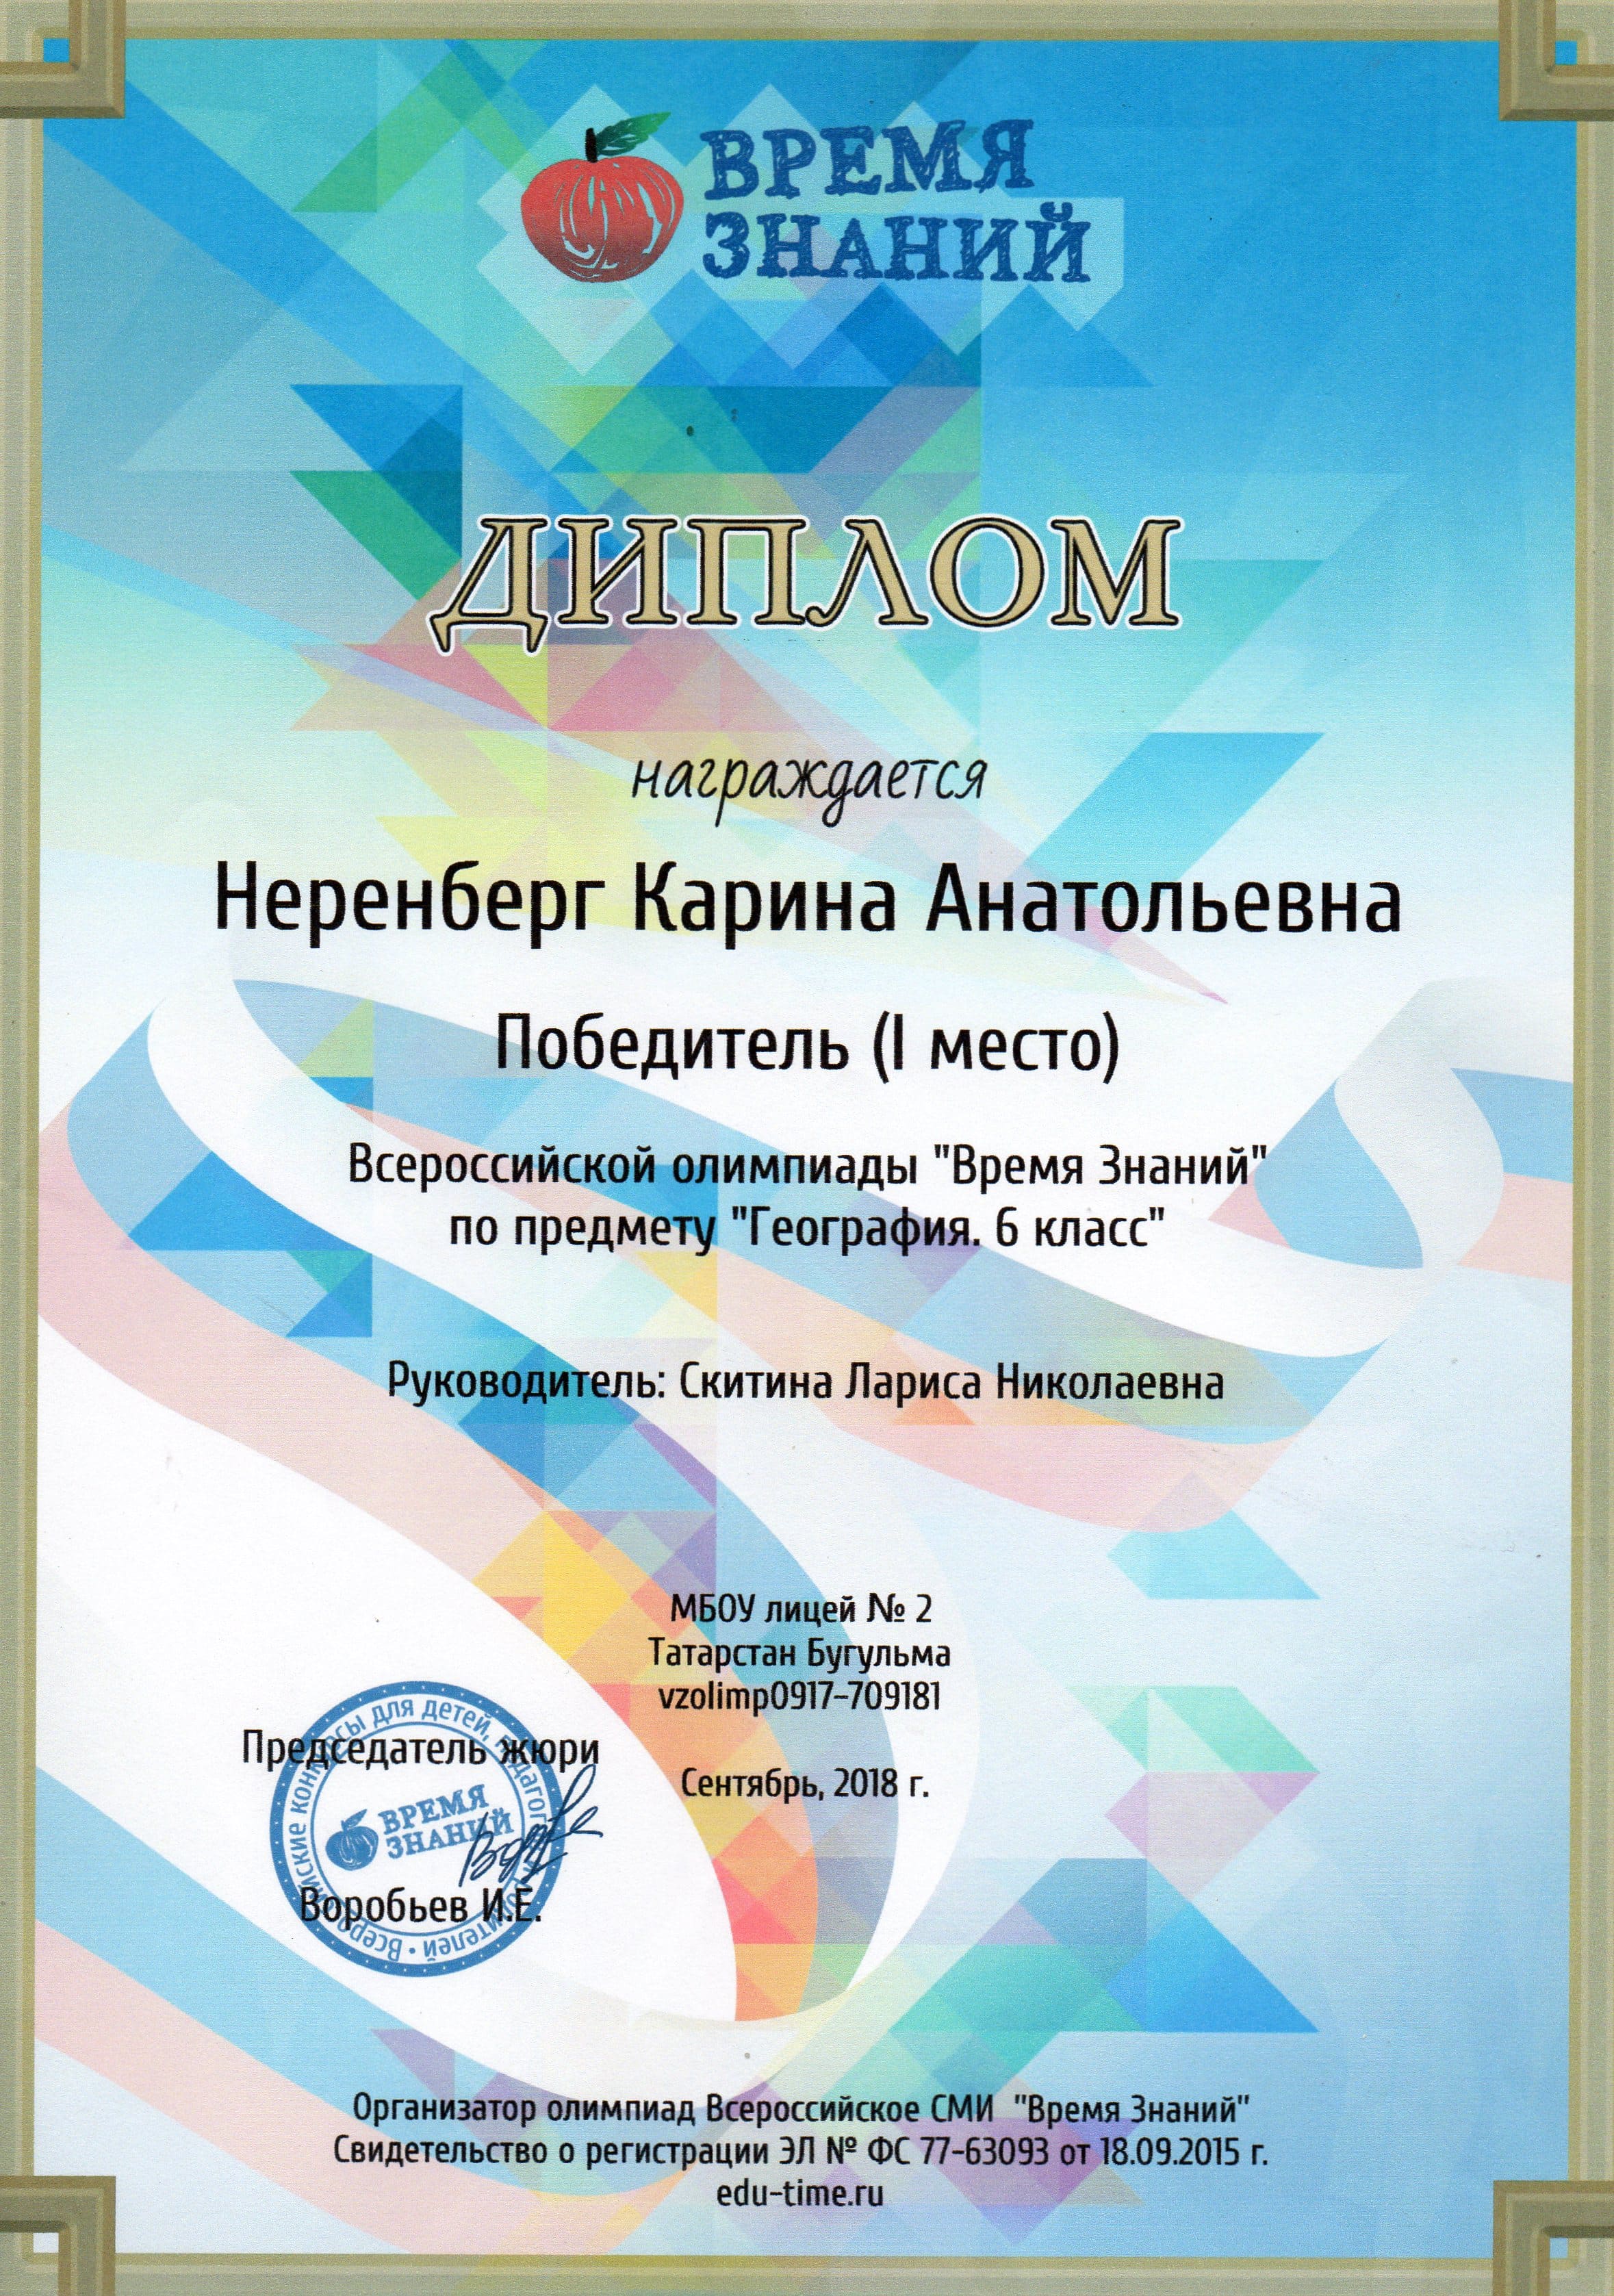 ВРЕМЯ
ЗНАНИЙ
ДИПЛОМ
награждается
Неренберг Карина Анатольевна
Победитель (I место)
Всероссийской олимпиады "Время Знаний"
по предмету "География. 6 класс"
Руководитель: Скитина Лариса Николаевна
МБОУ лицей № 2
Татарстан Бугульма
vzolimp0917-709181
Сентябрь, 2018 г.
Председатель жюри
Всероссийские конкурсы для детей, педагогов и родителей •
ВРЕМЯ
ЗНАНИЙ
Воробьев И.Е.
Организатор олимпиад Всероссийское СМИ "Время Знаний"
Свидетельство о регистрации ЭЛ № ФС 77-63093 от 18.09.2015 г.
edu-time.ru